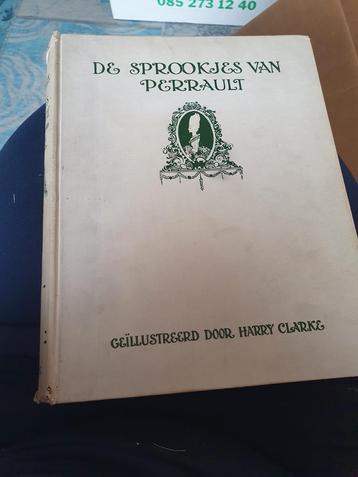 085 273 12 40
DE SPROOKJES VAN
PERRAULT
GEÏLLUSTREERD DOOR HARRY CLARKE